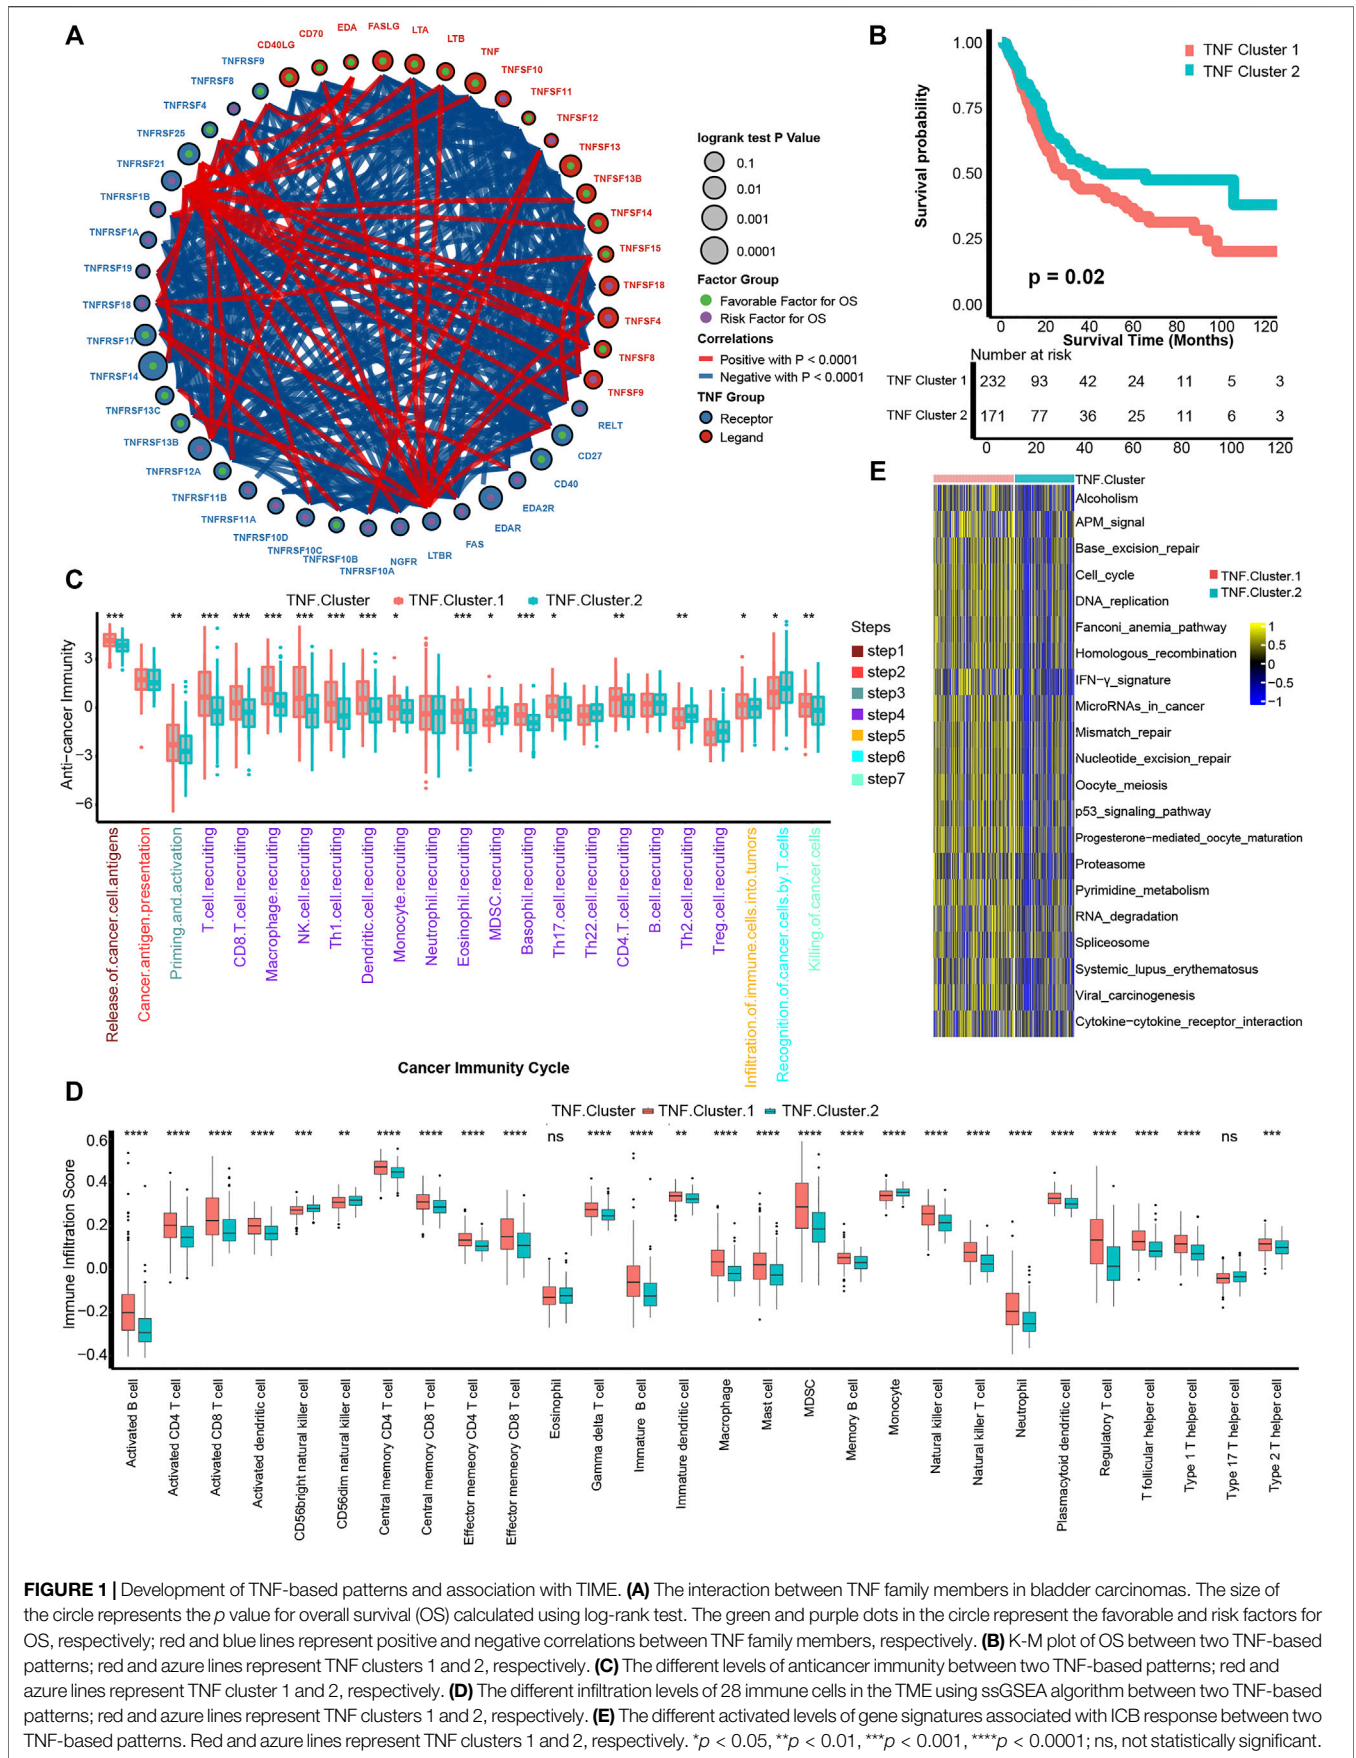 A
CD40LG
CD70
EDA
FASLG
LTA
LTB
TNF
TNFSF10
TNFSF11
TNFSF12
TNFSF13
TNFSF13B
TNFSF14
TNFSF15
TNFSF18
TNFSF4
TNFSF8
TNFSF9
RELT
CD27
CD40
EDA2R
EDAR
FAS
LTBR
NGFR
TNFRSF10A
TNFRSF10B
TNFRSF10C
TNFRSF10D
TNFRSF11A
TNFRSF11B
TNFRSF12A
TNFRSF13B
TNFRSF13C
TNFRSF14
TNFRSF17
TNFRSF18
TNFRSF19
TNFRSF1A
TNFRSF1B
TNFRSF21
TNFRSF25
TNFRSF4
TNFRSF8
TNFRSF9
logrank test P Value
0.1
0.01
0.001
0.0001
Factor Group
Favorable Factor for OS
Risk Factor for OS
Correlations
Positive with P < 0.0001
Negative with P < 0.0001
TNF Group
Receptor
Legand
B
Survival probability
1.00
0.75
0.50
0.25
0.00
TNF Cluster 1
TNF Cluster 2
p = 0.02
0 20 40 60 80 100 120
Survival Time (Months)
Number at risk
TNF Cluster 1 232 93 42 24 11 5 3
TNF Cluster 2 171 77 36 25 11 6 3
0 20 40 60 80 100 120
C
TNF.Cluster TNF.Cluster.1 TNF.Cluster.2
*** ** *** *** *** *** *** *** * *** * *** * ** ** * * **
Anti-cancer Immunity
3
0
−3
−6
Release.of.cancer.cell.antigens
Cancer.antigen.presentation
Priming.and.activation
T.cell.recruiting
CD8.T.cell.recruiting
Macrophage.recruiting
NK.cell.recruiting
Th1.cell.recruiting
Dendritic.cell.recruiting
Monocyte.recruiting
Neutrophil.recruiting
Eosinophil.recruiting
MDSC.recruiting
Basophil.recruiting
Th17.cell.recruiting
Th22.cell.recruiting
CD4.T.cell.recruiting
B.cell.recruiting
Th2.cell.recruiting
Treg.cell.recruiting
Infiltration.of.immune.cells.into.tumors
Recognition.of.cancer.cells.by.T.cells
Killing.of.cancer.cells
Cancer Immunity Cycle
Steps
step1
step2
step3
step4
step5
step6
step7
E
TNF.Cluster
Alcoholism
APM_signal
Base_excision_repair
Cell_cycle
DNA_replication
Fanconi_anemia_pathway
Homologous_recombination
IFN−γ_signature
MicroRNAs_in_cancer
Mismatch_repair
Nucleotide_excision_repair
Oocyte_meiosis
p53_signaling_pathway
Progesterone−mediated_oocyte_maturation
Proteasome
Pyrimidine_metabolism
RNA_degradation
Spliceosome
Systemic_lupus_erythematosus
Viral_carcinogenesis
Cytokine−cytokine_receptor_interaction
TNF.Cluster.1
TNF.Cluster.2
1
0.5
0
−0.5
−1
D
TNF.Cluster TNF.Cluster.1 TNF.Cluster.2
**** **** **** **** *** ** **** **** **** **** ns **** **** ** **** **** **** **** **** **** **** **** **** **** **** **** ns ***
Immune Infiltration Score
0.6
0.4
0.2
0.0
−0.2
−0.4
Activated B cell
Activated CD4 T cell
Activated CD8 T cell
Activated dendritic cell
CD56bright natural killer cell
CD56dim natural killer cell
Central memory CD4 T cell
Central memory CD8 T cell
Effector memeory CD4 T cell
Effector memeory CD8 T cell
Eosinophil
Gamma delta T cell
Immature B cell
Immature dendritic cell
Macrophage
Mast cell
MDSC
Memory B cell
Monocyte
Natural killer cell
Natural killer T cell
Neutrophil
Plasmacytoid dendritic cell
Regulatory T cell
T follicular helper cell
Type 1 T helper cell
Type 17 T helper cell
Type 2 T helper cell
FIGURE 1 | Development of TNF-based patterns and association with TIME. (A) The interaction between TNF family members in bladder carcinomas. The size of
the circle represents the p value for overall survival (OS) calculated using log-rank test. The green and purple dots in the circle represent the favorable and risk factors for
OS, respectively; red and blue lines represent positive and negative correlations between TNF family members, respectively. (B) K-M plot of OS between two TNF-based
patterns; red and azure lines represent TNF clusters 1 and 2, respectively. (C) The different levels of anticancer immunity between two TNF-based patterns; red and
azure lines represent TNF cluster 1 and 2, respectively. (D) The different infiltration levels of 28 immune cells in the TME using ssGSEA algorithm between two TNF-based
patterns; red and azure lines represent TNF clusters 1 and 2, respectively. (E) The different activated levels of gene signatures associated with ICB response between two
TNF-based patterns. Red and azure lines represent TNF clusters 1 and 2, respectively. *p < 0.05, **p < 0.01, ***p < 0.001, ****p < 0.0001; ns, not statistically significant.